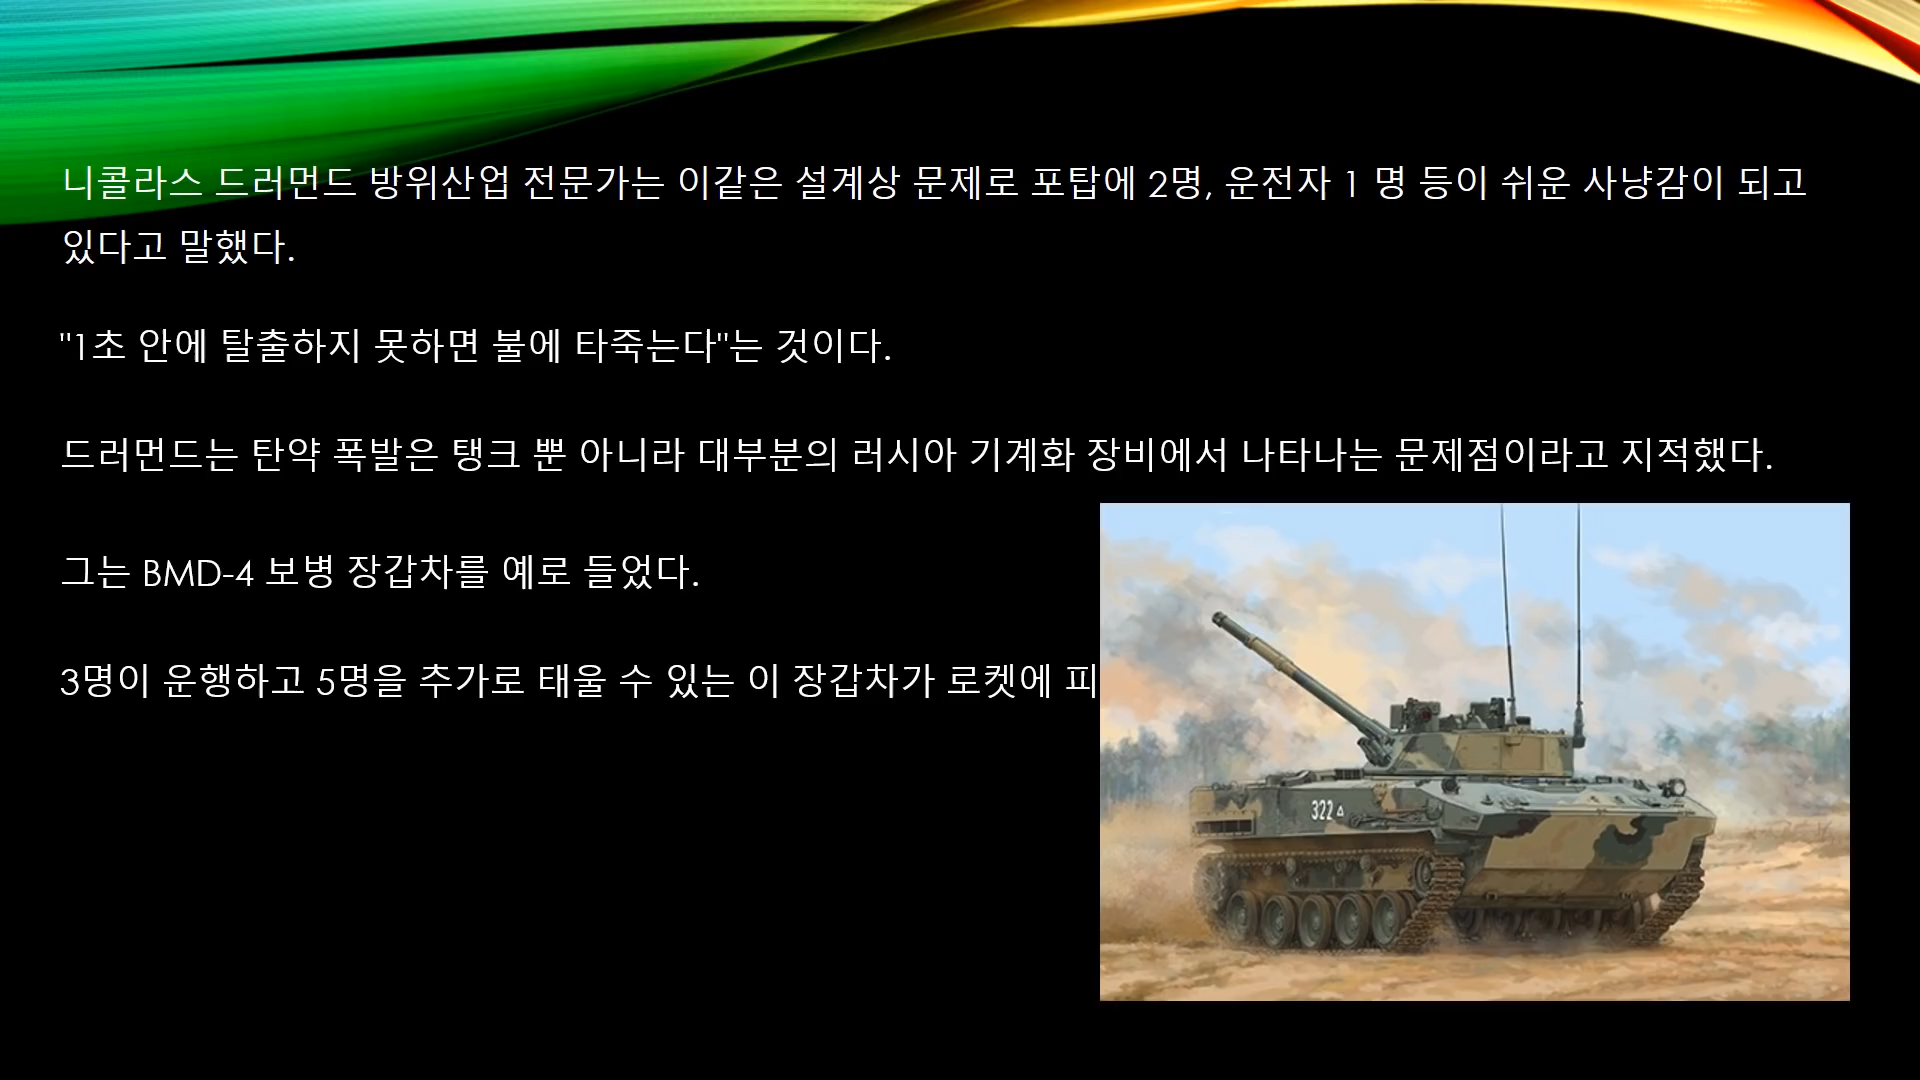 니콜라스 드러먼드 방위산업 전문가는 이같은 설계상 문제로 포탑에 2명, 운전자 1 명 등이 쉬운 사냥감이 되고
있다고 말했다.
"1초 안에 탈출하지 못하면 불에 타죽는다"는 것이다.
드러먼드는 탄약 폭발은 탱크 뿐 아니라 대부분의 러시아 기계화 장비에서 나타나는 문제점이라고 지적했다.
그는 BMD-4 보병 장갑차를 예로 들었다.
3명이 운행하고 5명을 추가로 태울 수 있는 이 장갑차가 로켓에 피
322